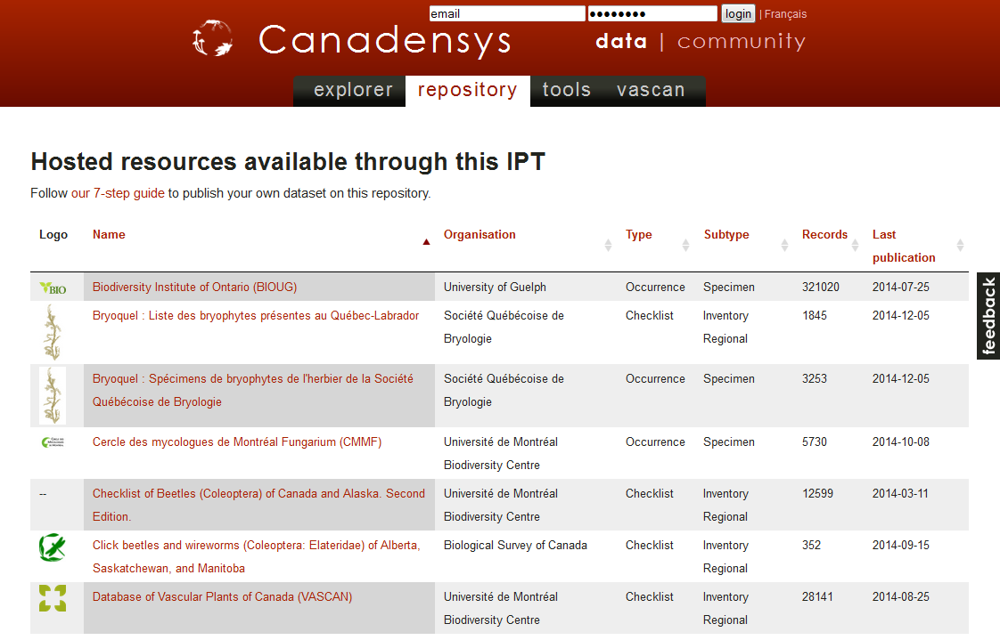 email ●●●●●●●● login | Français
Canadensys data | community
explorer repository tools vascan
Hosted resources available through this IPT
Follow our 7-step guide to publish your own dataset on this repository.
Logo Name Organisation Type Subtype Records Last
publication
BIO Biodiversity Institute of Ontario (BIOUG) University of Guelph Occurrence Specimen 321020 2014-07-25
Bryoquel : Liste des bryophytes présentes au Québec-Labrador Société Québécoise de Checklist Inventory 1845 2014-12-05
Bryologie Regional
Bryoquel : Spécimens de bryophytes de l'herbier de la Société Société Québécoise de Occurrence Specimen 3253 2014-12-05
Québécoise de Bryologie Bryologie
Cercle des mycologues de Montréal Fungarium (CMMF) Université de Montréal Occurrence Specimen 5730 2014-10-08
Biodiversity Centre
-- Checklist of Beetles (Coleoptera) of Canada and Alaska. Second Université de Montréal Checklist Inventory 12599 2014-03-11
Edition. Biodiversity Centre Regional
Click beetles and wireworms (Coleoptera: Elateridae) of Alberta, Biological Survey of Canada Checklist Inventory 352 2014-09-15
Saskatchewan, and Manitoba Regional
Database of Vascular Plants of Canada (VASCAN) Université de Montréal Checklist Inventory 28141 2014-08-25
Biodiversity Centre Regional
feedback